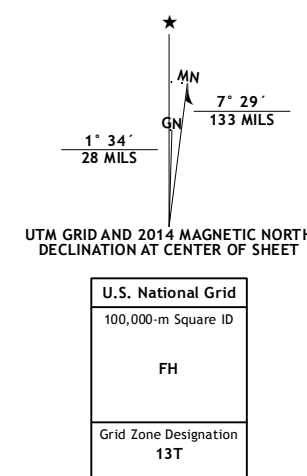 ★
MN
GN
7° 29´
133 MILS
1° 34´
28 MILS
UTM GRID AND 2014 MAGNETIC NORTH
DECLINATION AT CENTER OF SHEET
U.S. National Grid
100,000-m Square ID
FH
Grid Zone Designation
13T